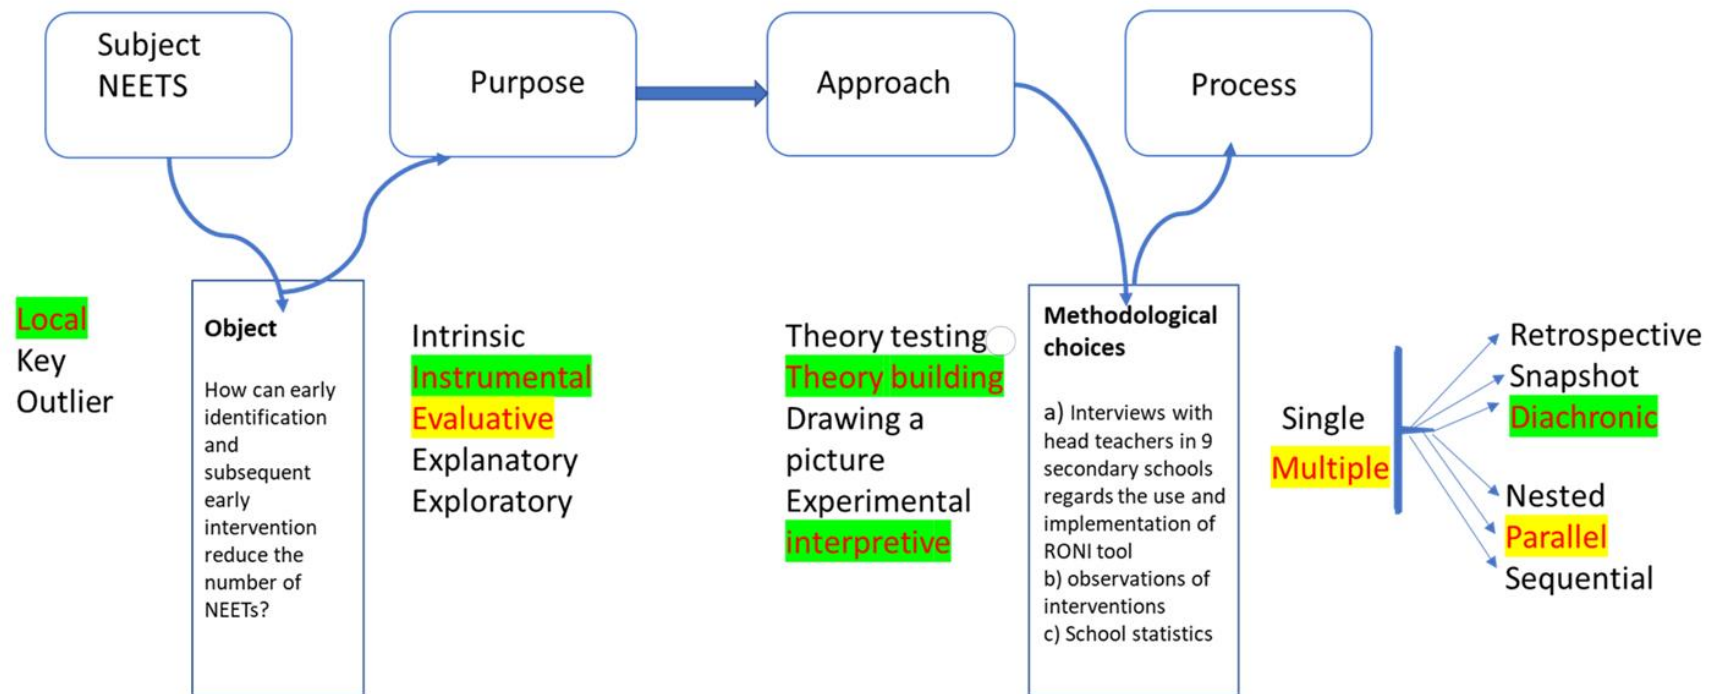 Subject
NEETS
Purpose
Approach
Process
Local
Key
Outlier
Object
How can early
identification
and
subsequent
early
intervention
reduce the
number of
NEETs?
Intrinsic
Instrumental
Evaluative
Explanatory
Exploratory
Theory testing
Theory building
Drawing a
picture
Experimental
interpretive
Methodological
choices
a) Interviews with
head teachers in 9
secondary schools
regards the use and
implementation of
RONI tool
b) observations of
interventions
c) School statistics
Single
Multiple
Retrospective
Snapshot
Diachronic
Nested
Parallel
Sequential